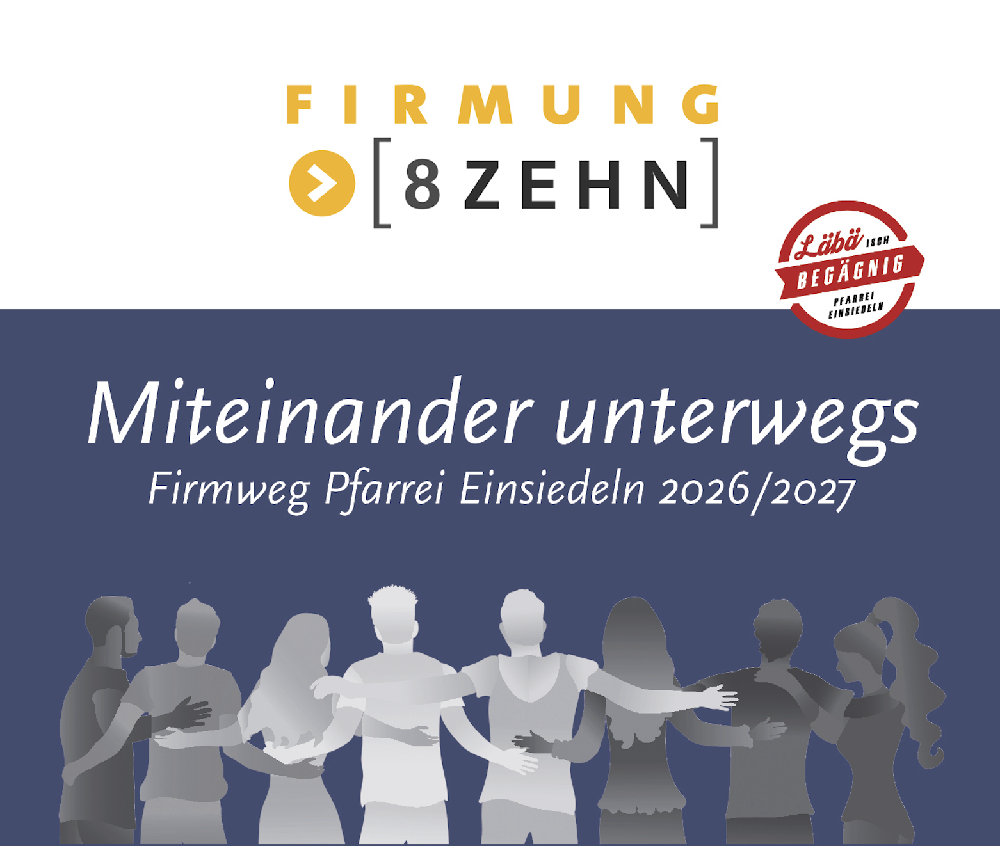 FIRMUNG
[8ZEHN]
Läbä ISCH
BEGÄGNIG
PFARREI
EINSIEDELN
Miteinander unterwegs
Firmweg Pfarrei Einsiedeln 2026/2027